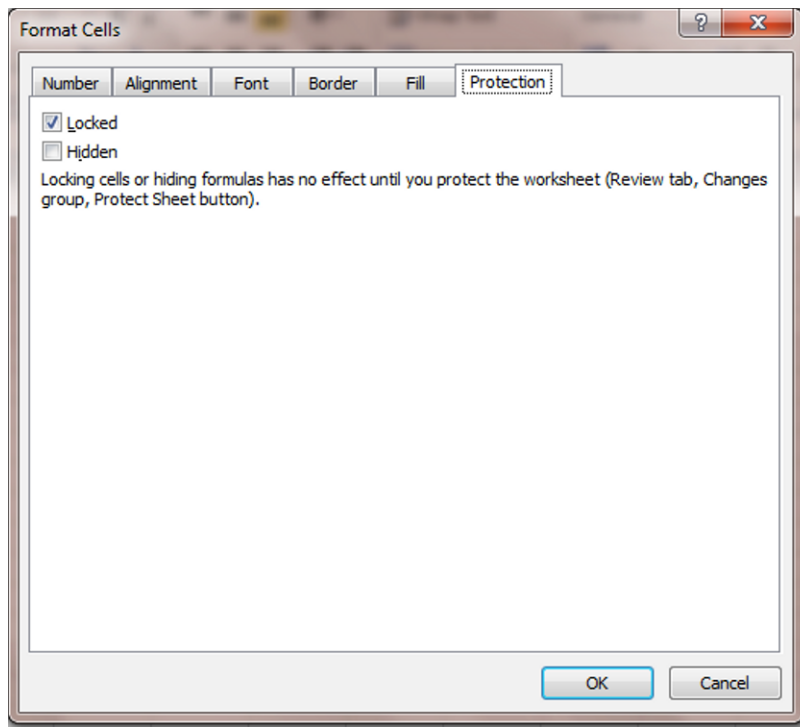 Format Cells
Number Alignment Font Border Fill Protection
Locked
Hidden
Locking cells or hiding formulas has no effect until you protect the worksheet (Review tab, Changes
group, Protect Sheet button).
OK Cancel